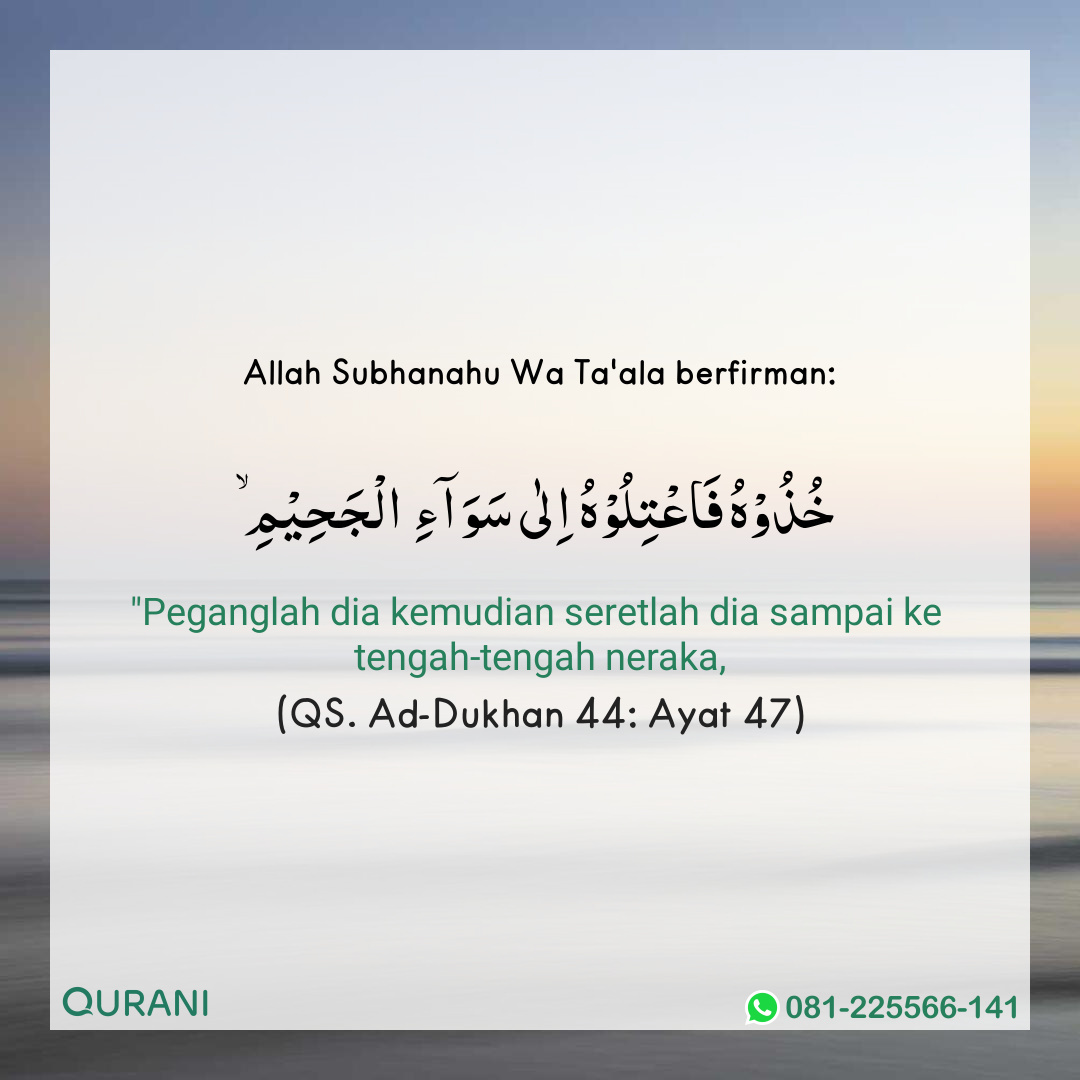 Allah Subhanahu Wa Ta'ala berfirman:
خُذُوْهُ فَاعْتِلُوْهُ اِلٰى سَوَآءِ الْجَحِيْمِۙ
"Peganglah dia kemudian seretlah dia sampai ke
tengah-tengah neraka,
(QS. Ad-Dukhan 44: Ayat 47)
QURANI
081-225566-141